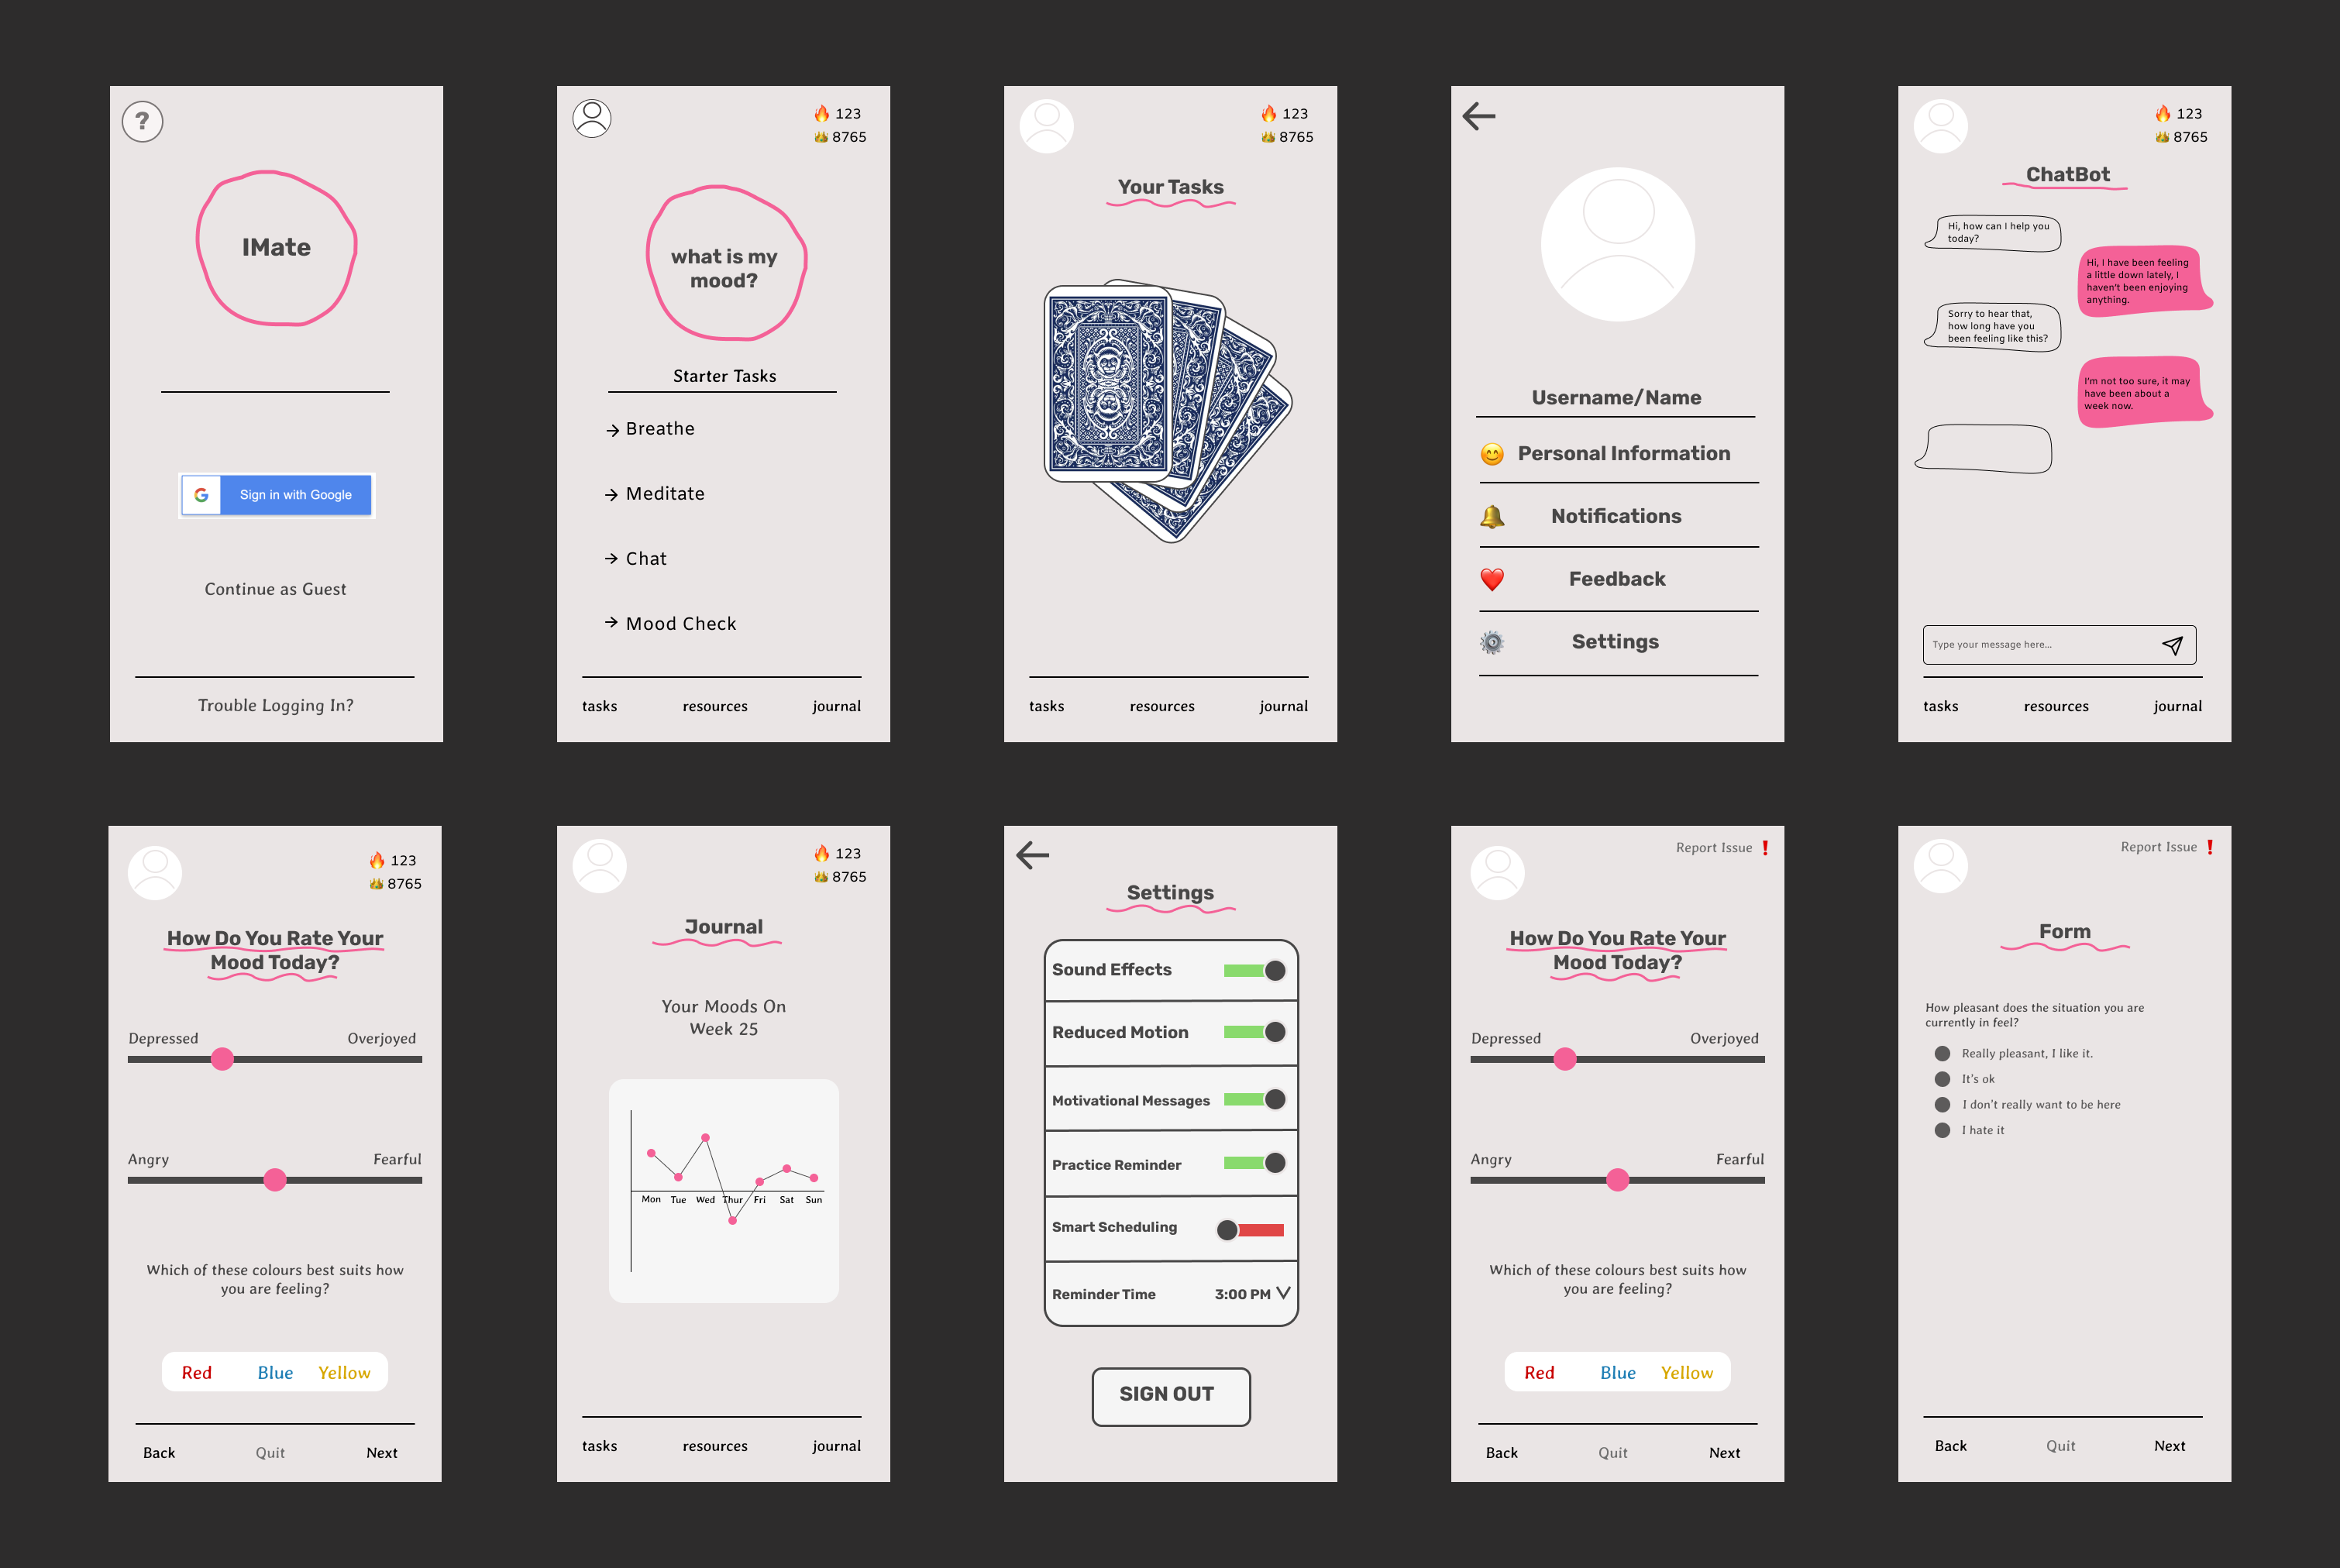 ?
IMate
Sign in with Google
Continue as Guest
Trouble Logging In?
123
8765
what is my
mood?
Starter Tasks
→ Breathe
→ Meditate
→ Chat
→ Mood Check
tasks resources journal
123
8765
Your Tasks
tasks resources journal
Username/Name
Personal Information
Notifications
Feedback
Settings
123
8765
ChatBot
Hi, how can I help you
today?
Hi, I have been feeling
a little down lately, I
haven't been enjoying
anything.
Sorry to hear that,
how long have you
been feeling like this?
I'm not too sure, it may
have been about a
week now.
Type your message here...
tasks resources journal
123
8765
How Do You Rate Your
Mood Today?
Depressed Overjoyed
Angry Fearful
Which of these colours best suits how
you are feeling?
Red Blue Yellow
Back Quit Next
123
8765
Journal
Your Moods On
Week 25
Mon Tue Wed Thur Fri Sat Sun
tasks resources journal
Settings
Sound Effects
Reduced Motion
Motivational Messages
Practice Reminder
Smart Scheduling
Reminder Time 3:00 PM
SIGN OUT
Report Issue
How Do You Rate Your
Mood Today?
Depressed Overjoyed
Angry Fearful
Which of these colours best suits how
you are feeling?
Red Blue Yellow
Back Quit Next
Report Issue
Form
How pleasant does the situation you are
currently in feel?
Really pleasant, I like it.
It's ok
I don't really want to be here
I hate it
Back Quit Next